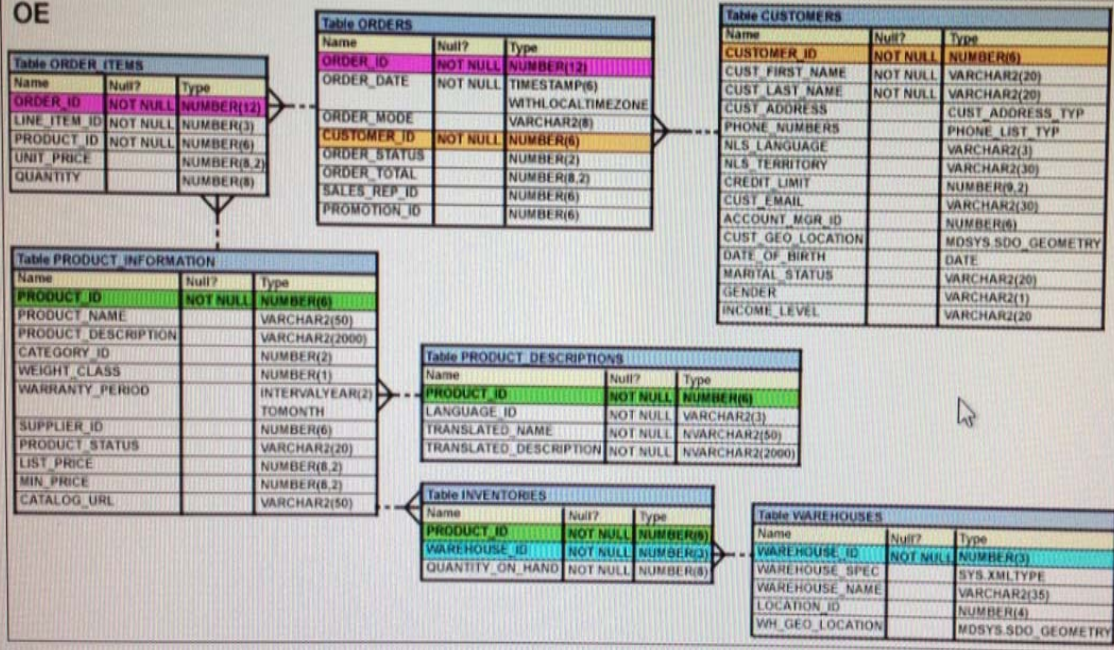 OE
Table ORDER_ITEMS
Name Null? Type
ORDER_ID NOT NULL NUMBER(12)
LINE_ITEM_ID NOT NULL NUMBER(3)
PRODUCT_ID NOT NULL NUMBER(6)
UNIT_PRICE NUMBER(8,2)
QUANTITY NUMBER(8)
Table ORDERS
Name Null? Type
ORDER_ID NOT NULL NUMBER(12)
ORDER_DATE NOT NULL TIMESTAMP(6)
WITHLOCALTIMEZONE
ORDER_MODE VARCHAR2(8)
CUSTOMER_ID NOT NULL NUMBER(6)
ORDER_STATUS NUMBER(2)
ORDER_TOTAL NUMBER(8,2)
SALES_REP_ID NUMBER(6)
PROMOTION_ID NUMBER(6)
Table CUSTOMERS
Name Null? Type
CUSTOMER_ID NOT NULL NUMBER(6)
CUST_FIRST_NAME NOT NULL VARCHAR2(20)
CUST_LAST_NAME NOT NULL VARCHAR2(20)
CUST_ADDRESS CUST_ADDRESS_TYP
PHONE_NUMBERS PHONE_LIST_TYP
NLS_LANGUAGE VARCHAR2(3)
NLS_TERRITORY VARCHAR2(30)
CREDIT_LIMIT NUMBER(9,2)
CUST_EMAIL VARCHAR2(30)
ACCOUNT_MGR_ID NUMBER(6)
CUST_GEO_LOCATION MDSYS.SDO_GEOMETRY
DATE_OF_BIRTH DATE
MARITAL_STATUS VARCHAR2(20)
GENDER VARCHAR2(1)
INCOME_LEVEL VARCHAR2(20
Table PRODUCT_INFORMATION
Name Null? Type
PRODUCT_ID NOT NULL NUMBER(6)
PRODUCT_NAME VARCHAR2(50)
PRODUCT_DESCRIPTION VARCHAR2(2000)
CATEGORY_ID NUMBER(2)
WEIGHT_CLASS NUMBER(1)
WARRANTY_PERIOD INTERVALYEAR(2)
TOMONTH
SUPPLIER_ID NUMBER(6)
PRODUCT_STATUS VARCHAR2(20)
LIST_PRICE NUMBER(8,2)
MIN_PRICE NUMBER(8,2)
CATALOG_URL VARCHAR2(50)
Table PRODUCT_DESCRIPTIONS
Name Null? Type
PRODUCT_ID NOT NULL NUMBER(6)
LANGUAGE_ID NOT NULL VARCHAR2(3)
TRANSLATED_NAME NOT NULL NVARCHAR2(50)
TRANSLATED_DESCRIPTION NOT NULL NVARCHAR2(2000)
Table INVENTORIES
Name Null? Type
PRODUCT_ID NOT NULL NUMBER(6)
WAREHOUSE_ID NOT NULL NUMBER(3)
QUANTITY_ON_HAND NOT NULL NUMBER(8)
Table WAREHOUSES
Name Null? Type
WAREHOUSE_ID NOT NULL NUMBER(3)
WAREHOUSE_SPEC SYS.XMLTYPE
WAREHOUSE_NAME VARCHAR2(35)
LOCATION_ID NUMBER(4)
WH_GEO_LOCATION MDSYS.SDO_GEOMETRY